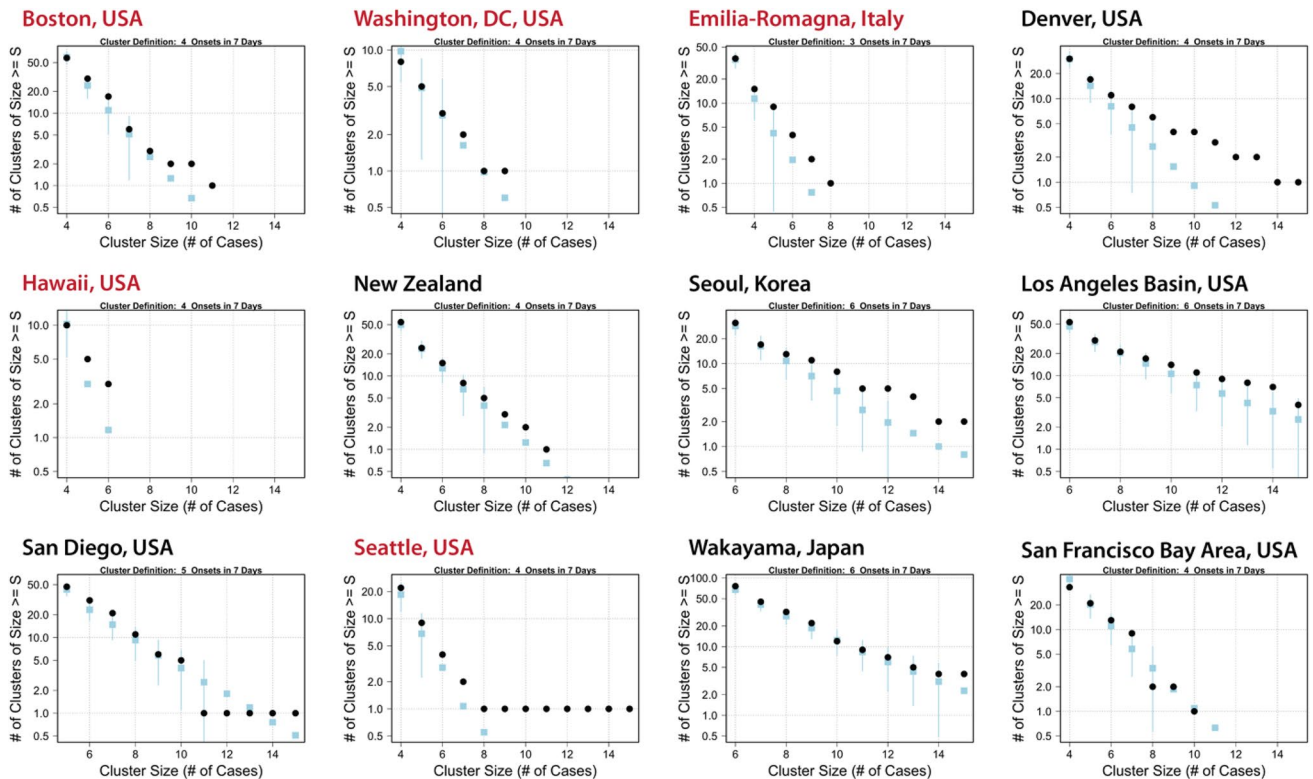 Boston, USA
Cluster Definition: 4 Onsets in 7 Days
# of Clusters of Size >= S
50.0
20.0
10.0
5.0
2.0
1.0
0.5
4 6 8 10 12 14
Cluster Size (# of Cases)
Washington, DC, USA
Cluster Definition: 4 Onsets in 7 Days
# of Clusters of Size >= S
10.0
5.0
2.0
1.0
0.5
4 6 8 10 12 14
Cluster Size (# of Cases)
Emilia-Romagna, Italy
Cluster Definition: 3 Onsets in 7 Days
# of Clusters of Size >= S
50.0
20.0
10.0
5.0
2.0
1.0
0.5
4 6 8 10 12 14
Cluster Size (# of Cases)
Denver, USA
Cluster Definition: 4 Onsets in 7 Days
# of Clusters of Size >= S
20.0
10.0
5.0
2.0
1.0
0.5
4 6 8 10 12 14
Cluster Size (# of Cases)
Hawaii, USA
Cluster Definition: 4 Onsets in 7 Days
# of Clusters of Size >= S
10.0
5.0
2.0
1.0
0.5
4 6 8 10 12 14
Cluster Size (# of Cases)
New Zealand
Cluster Definition: 4 Onsets in 7 Days
# of Clusters of Size >= S
50.0
20.0
10.0
5.0
2.0
1.0
0.5
4 6 8 10 12 14
Cluster Size (# of Cases)
Seoul, Korea
Cluster Definition: 6 Onsets in 7 Days
# of Clusters of Size >= S
20.0
10.0
5.0
2.0
1.0
0.5
6 8 10 12 14
Cluster Size (# of Cases)
Los Angeles Basin, USA
Cluster Definition: 6 Onsets in 7 Days
# of Clusters of Size >= S
50.0
20.0
10.0
5.0
2.0
1.0
0.5
6 8 10 12 14
Cluster Size (# of Cases)
San Diego, USA
Cluster Definition: 5 Onsets in 7 Days
# of Clusters of Size >= S
50.0
20.0
10.0
5.0
2.0
1.0
0.5
6 8 10 12 14
Cluster Size (# of Cases)
Seattle, USA
Cluster Definition: 4 Onsets in 7 Days
# of Clusters of Size >= S
20.0
10.0
5.0
2.0
1.0
0.5
4 6 8 10 12 14
Cluster Size (# of Cases)
Wakayama, Japan
Cluster Definition: 6 Onsets in 7 Days
# of Clusters of Size >= S
100.0
50.0
20.0
10.0
5.0
2.0
1.0
0.5
6 8 10 12 14
Cluster Size (# of Cases)
San Francisco Bay Area, USA
Cluster Definition: 4 Onsets in 7 Days
# of Clusters of Size >= S
20.0
10.0
5.0
2.0
1.0
0.5
4 6 8 10 12 14
Cluster Size (# of Cases)